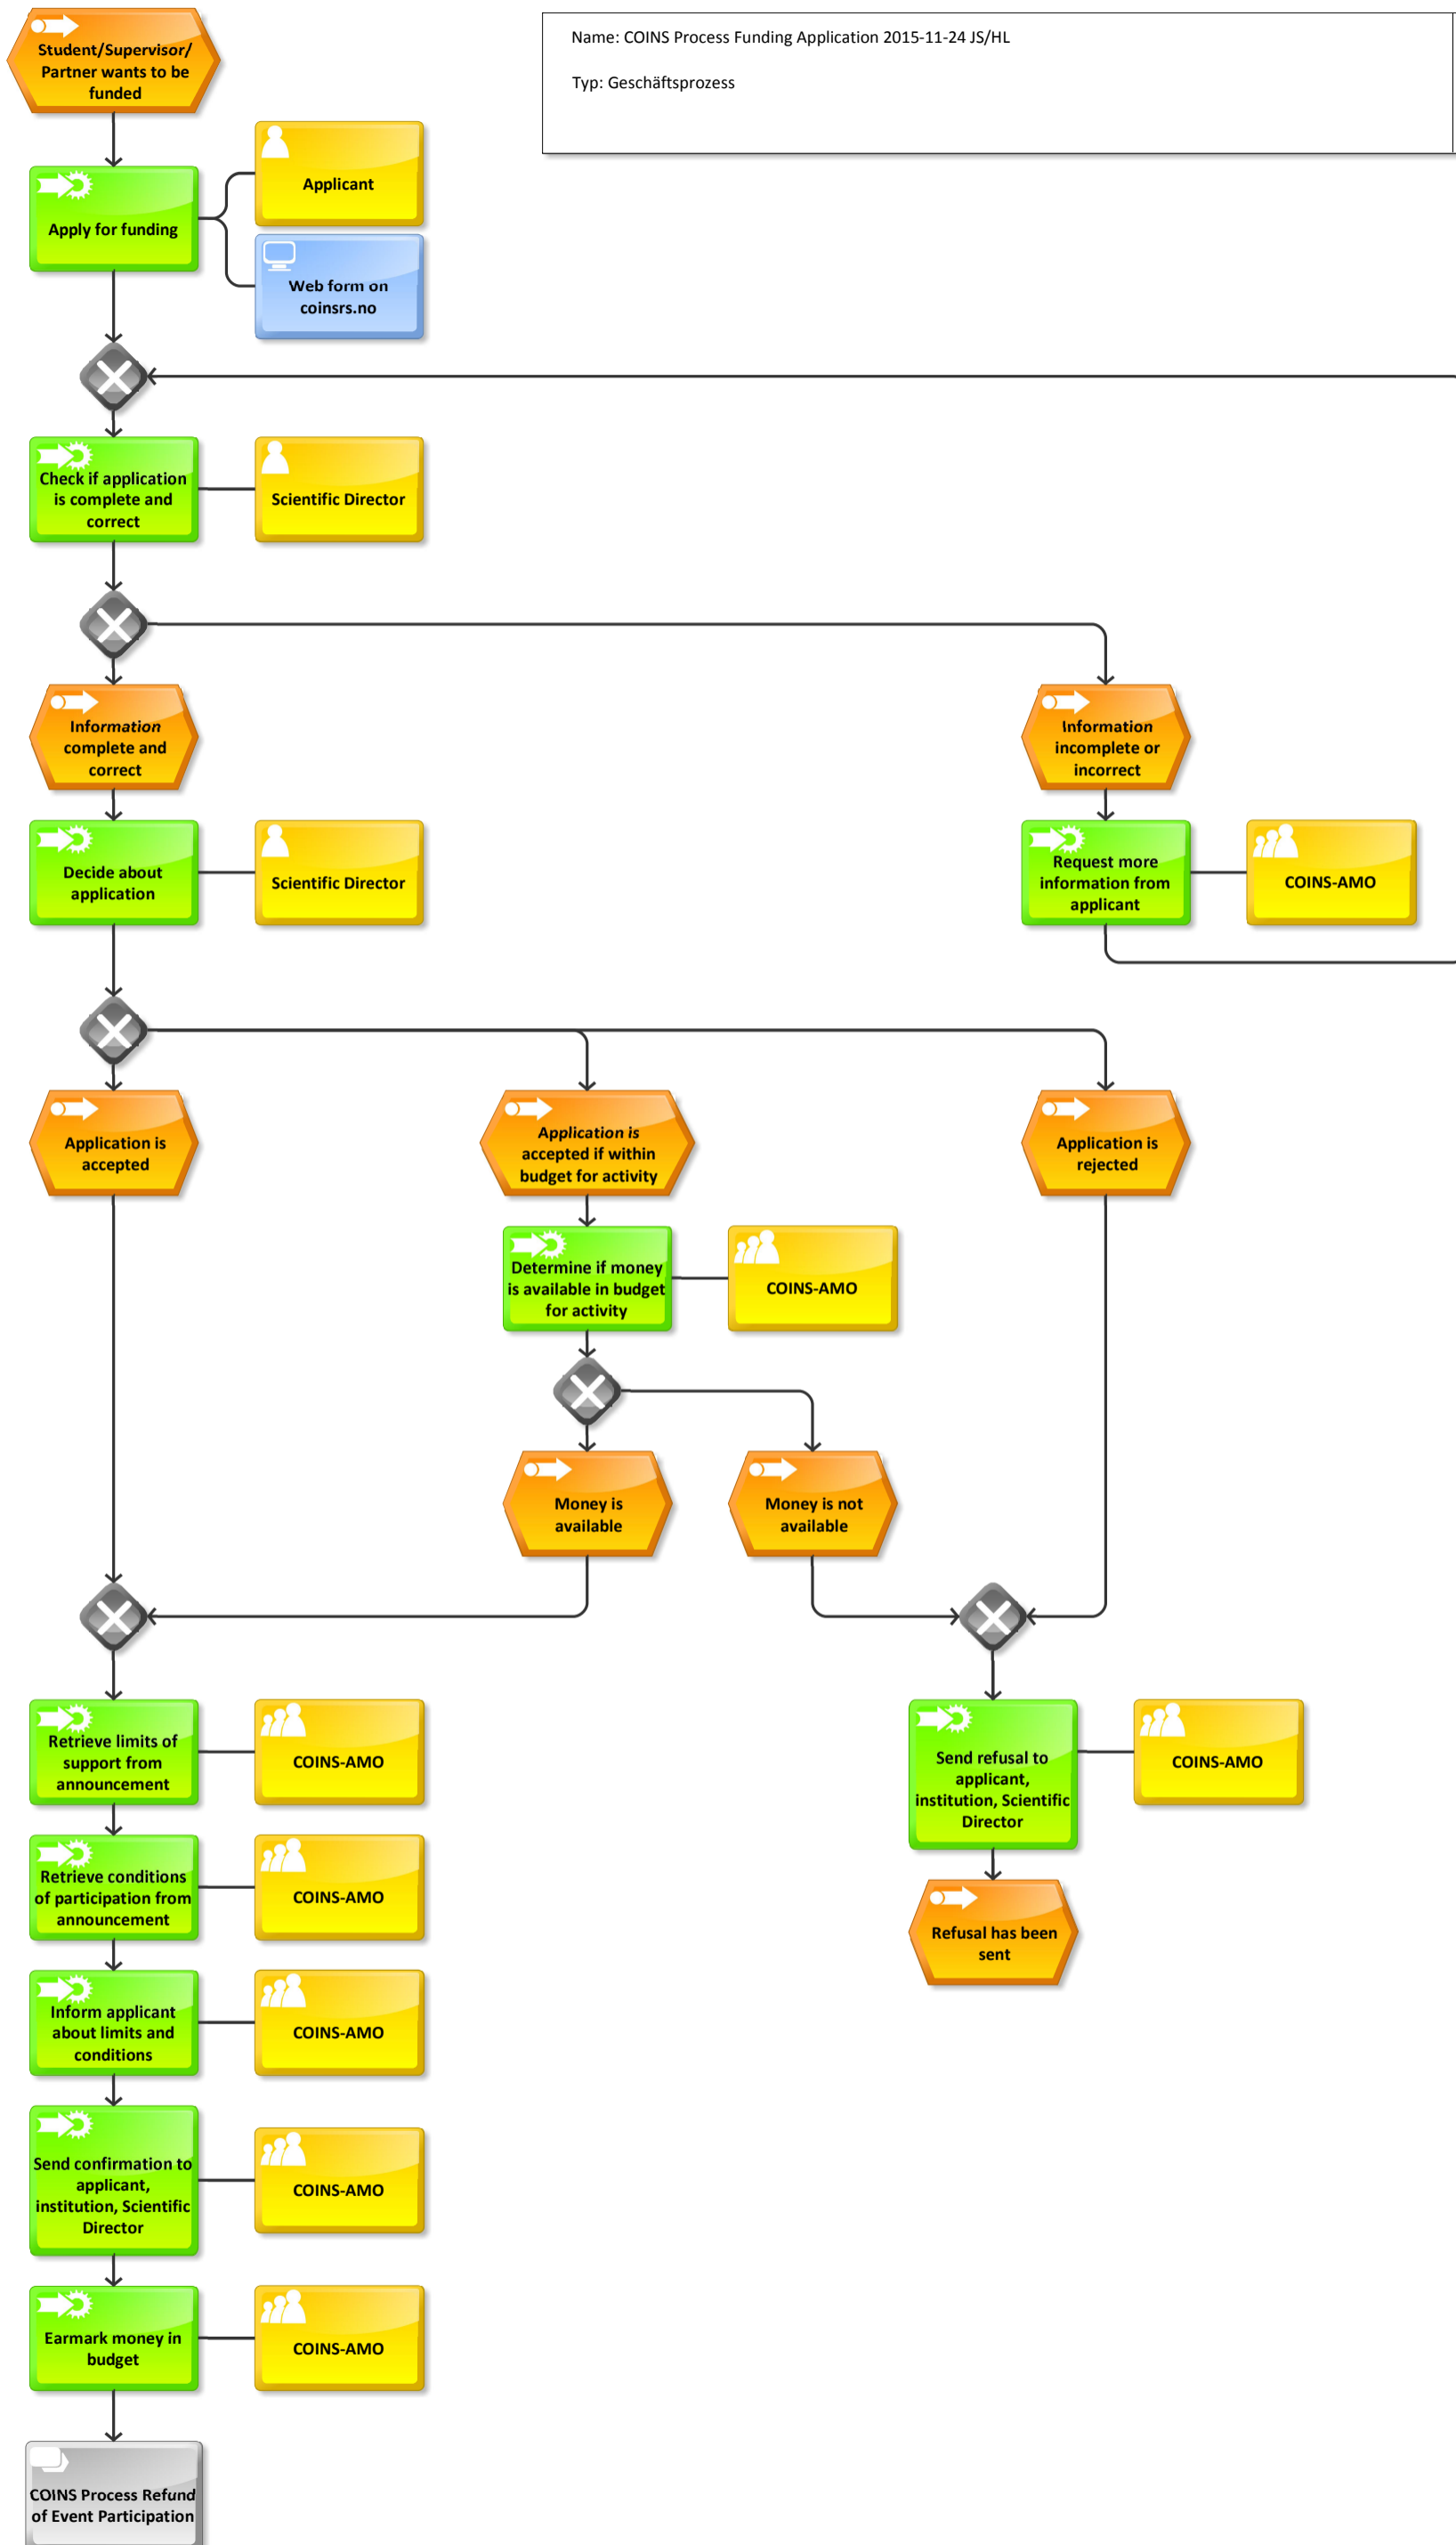 Student/Supervisor/
Partner wants to be
funded
Name: COINS Process Funding Application 2015-11-24 JS/HL
Typ: Geschäftsprozess
Applicant
Apply for funding
Web form on
coinsrs.no
Check if application
is complete and
correct
Scientific Director
Information
complete and
correct
Information
incomplete or
incorrect
Decide about
application
Scientific Director
Request more
information from
applicant
COINS-AMO
Application is
accepted
Application is
accepted if within
budget for activity
Application is
rejected
Determine if money
is available in budget
for activity
COINS-AMO
Money is
available
Money is not
available
Retrieve limits of
support from
announcement
COINS-AMO
Send refusal to
applicant,
institution, Scientific
Director
COINS-AMO
Retrieve conditions
of participation from
announcement
COINS-AMO
Refusal has been
sent
Inform applicant
about limits and
conditions
COINS-AMO
Send confirmation to
applicant,
institution, Scientific
Director
COINS-AMO
Earmark money in
budget
COINS-AMO
COINS Process Refund
of Event Participation